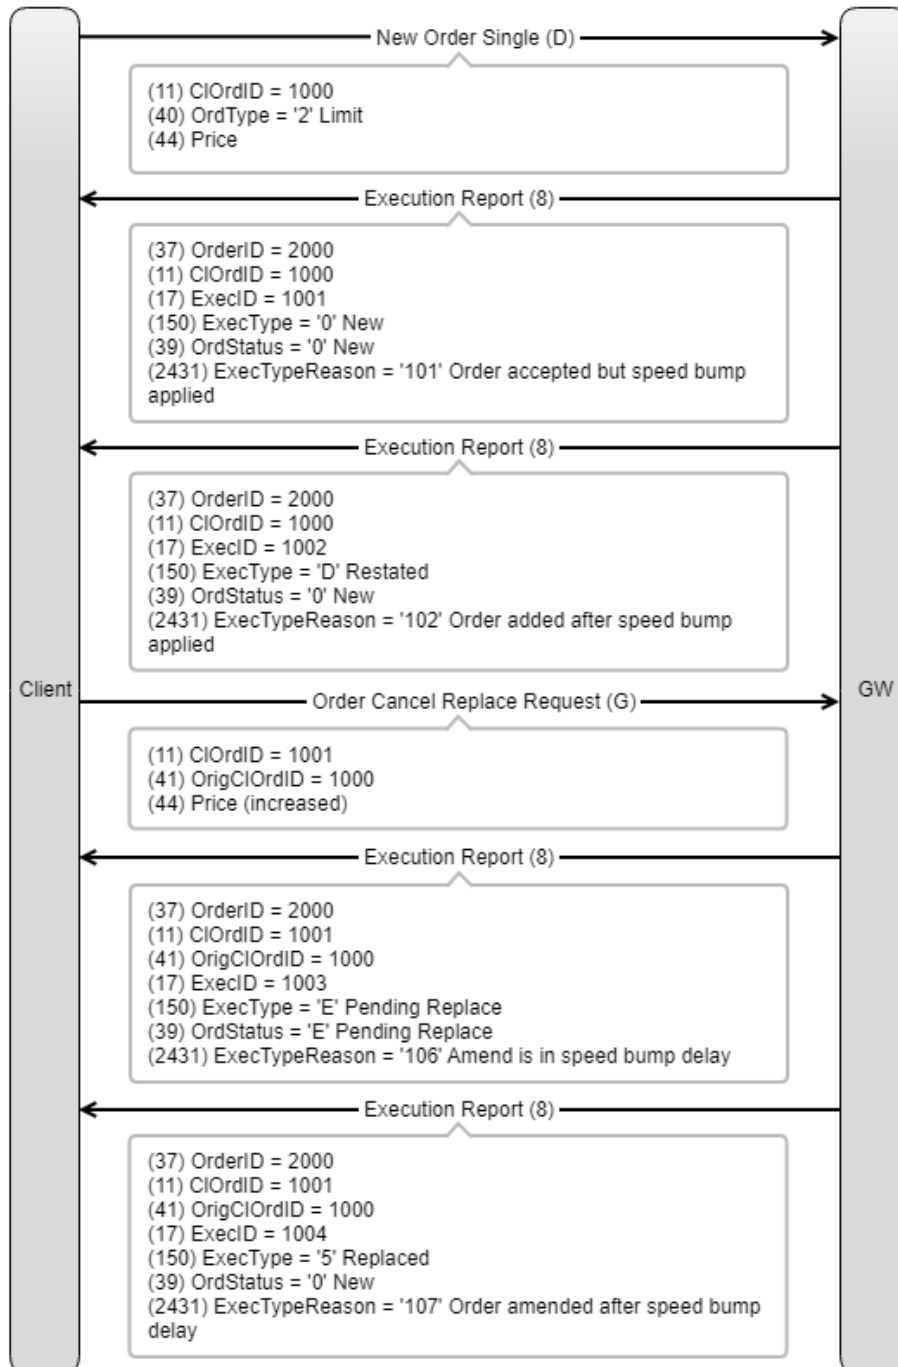 New Order Single (D)
(11) ClOrdID = 1000
(40) OrdType = '2' Limit
(44) Price
Execution Report (8)
(37) OrderID = 2000
(11) ClOrdID = 1000
(17) ExecID = 1001
(150) ExecType = '0' New
(39) OrdStatus = '0' New
(2431) ExecTypeReason = '101' Order accepted but speed bump
applied
Execution Report (8)
(37) OrderID = 2000
(11) ClOrdID = 1000
(17) ExecID = 1002
(150) ExecType = 'D' Restated
(39) OrdStatus = '0' New
(2431) ExecTypeReason = '102' Order added after speed bump
applied
Client
GW
Order Cancel Replace Request (G)
(11) ClOrdID = 1001
(41) OrigClOrdID = 1000
(44) Price (increased)
Execution Report (8)
(37) OrderID = 2000
(11) ClOrdID = 1001
(41) OrigClOrdID = 1000
(17) ExecID = 1003
(150) ExecType = 'E' Pending Replace
(39) OrdStatus = 'E' Pending Replace
(2431) ExecTypeReason = '106' Amend is in speed bump delay
Execution Report (8)
(37) OrderID = 2000
(11) ClOrdID = 1001
(41) OrigClOrdID = 1000
(17) ExecID = 1004
(150) ExecType = '5' Replaced
(39) OrdStatus = '0' New
(2431) ExecTypeReason = '107' Order amended after speed bump
delay